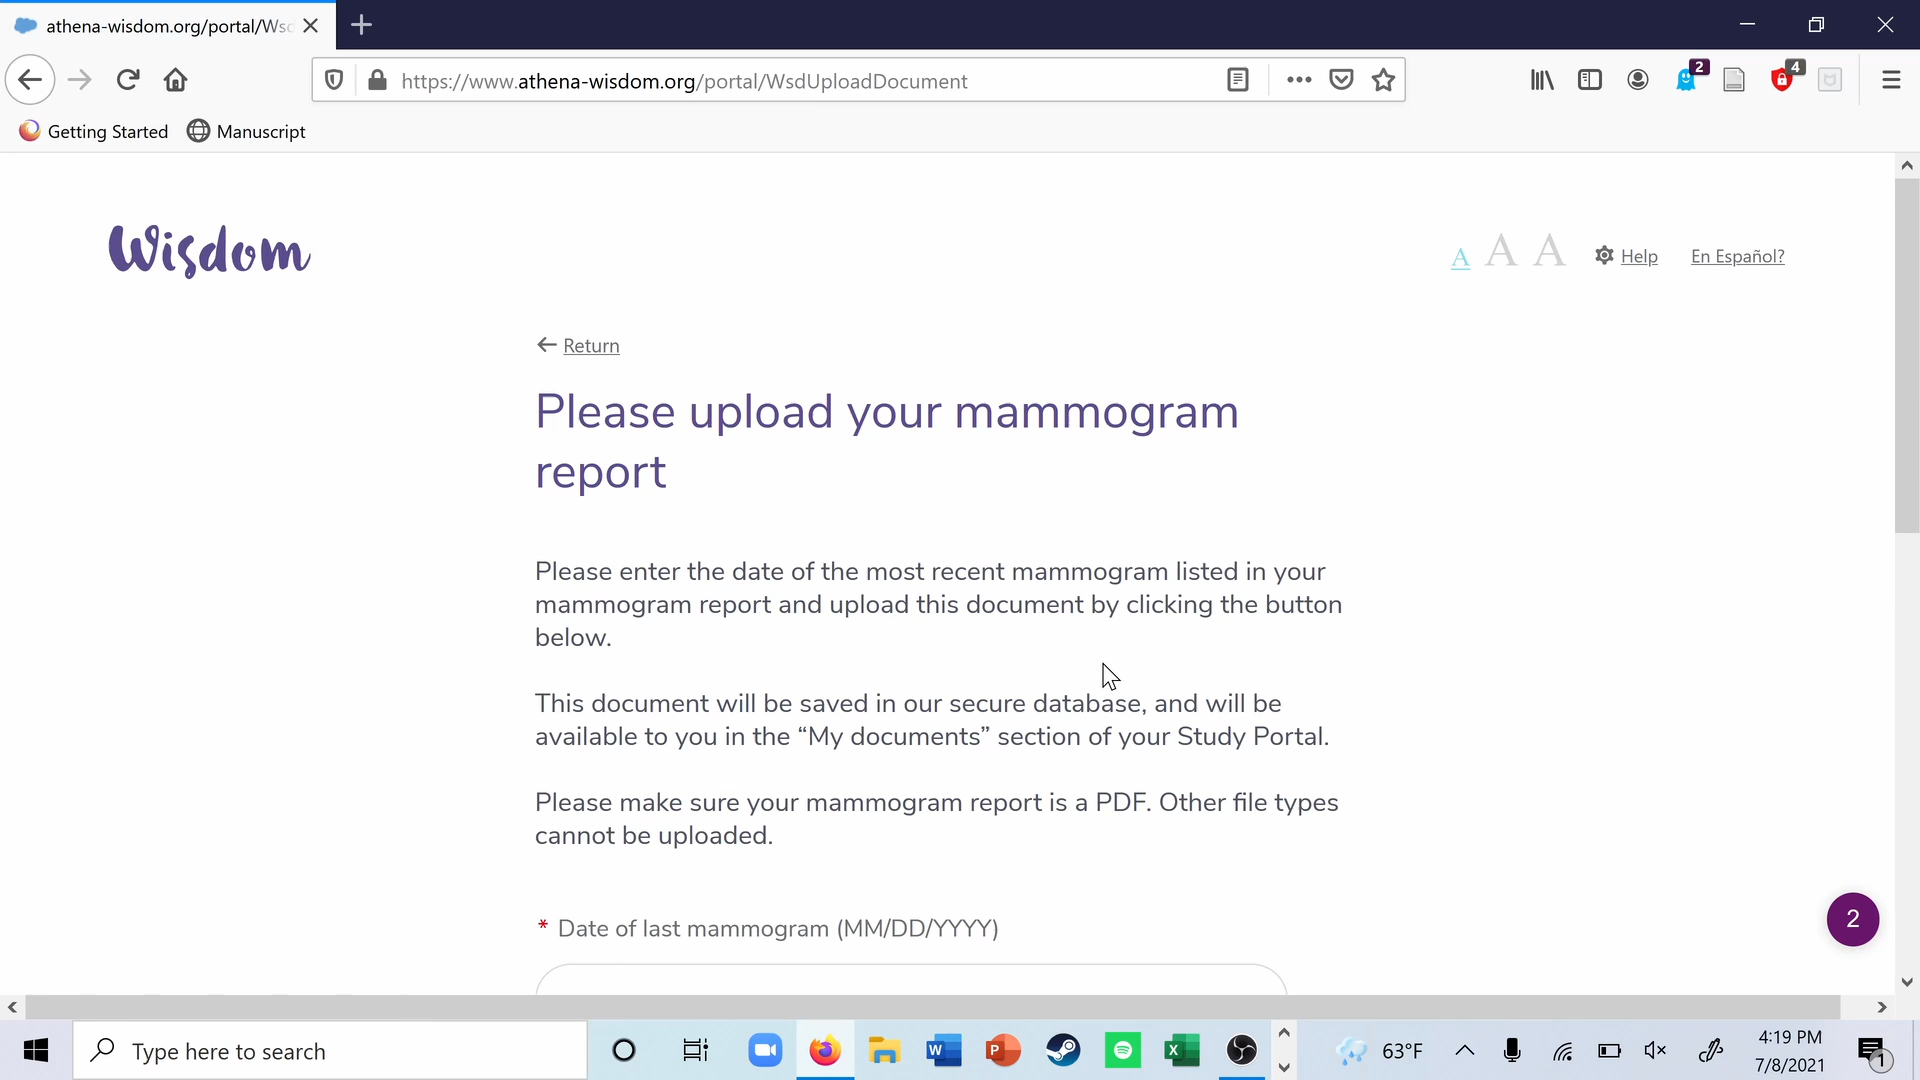 athena-wisdom.org/portal/Wsd
https://www.athena-wisdom.org/portal/WsdUploadDocument
2
4
Getting Started
Manuscript
Wisdom
A A A
Help
En Español?
Return
Please upload your mammogram
report
Please enter the date of the most recent mammogram listed in your
mammogram report and upload this document by clicking the button
below.
This document will be saved in our secure database, and will be
available to you in the “My documents” section of your Study Portal.
Please make sure your mammogram report is a PDF. Other file types
cannot be uploaded.
* Date of last mammogram (MM/DD/YYYY)
2
Type here to search
63°F
4:19 PM
7/8/2021
1